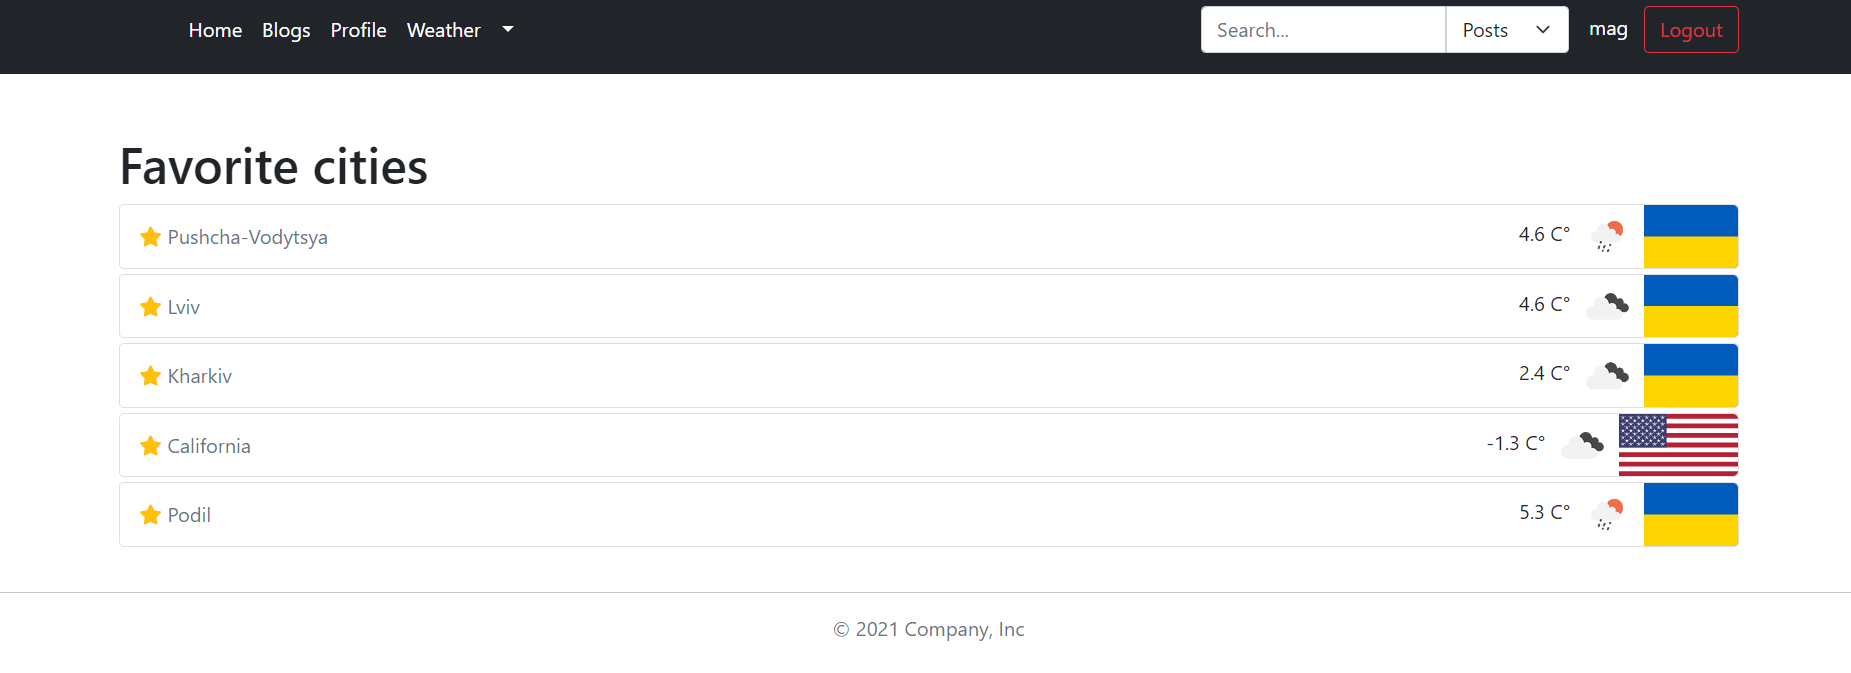 Home Blogs Profile Weather Search... Posts mag Logout
Favorite cities
Pushcha-Vodytsya 4.6 C°
Lviv 4.6 C°
Kharkiv 2.4 C°
California -1.3 C°
Podil 5.3 C°
© 2021 Company, Inc